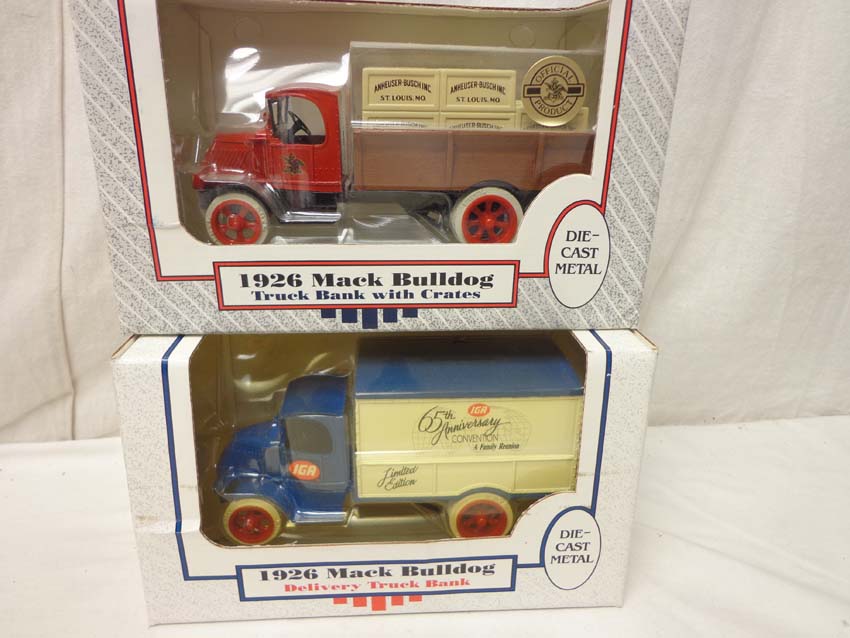 ANHEUSER-BUSCH INC.
ST. LOUIS, MO.
ANHEUSER-BUSCH INC.
ST. LOUIS, MO.
OFFICIAL
PRODUCT
DIE-
CAST
METAL
1926 Mack Bulldog
Truck Bank with Crates
IGA
65th
Anniversary
CONVENTION
A Family Reunion
IGA
Limited
Edition
DIE-
CAST
METAL
1926 Mack Bulldog
Delivery Truck Bank